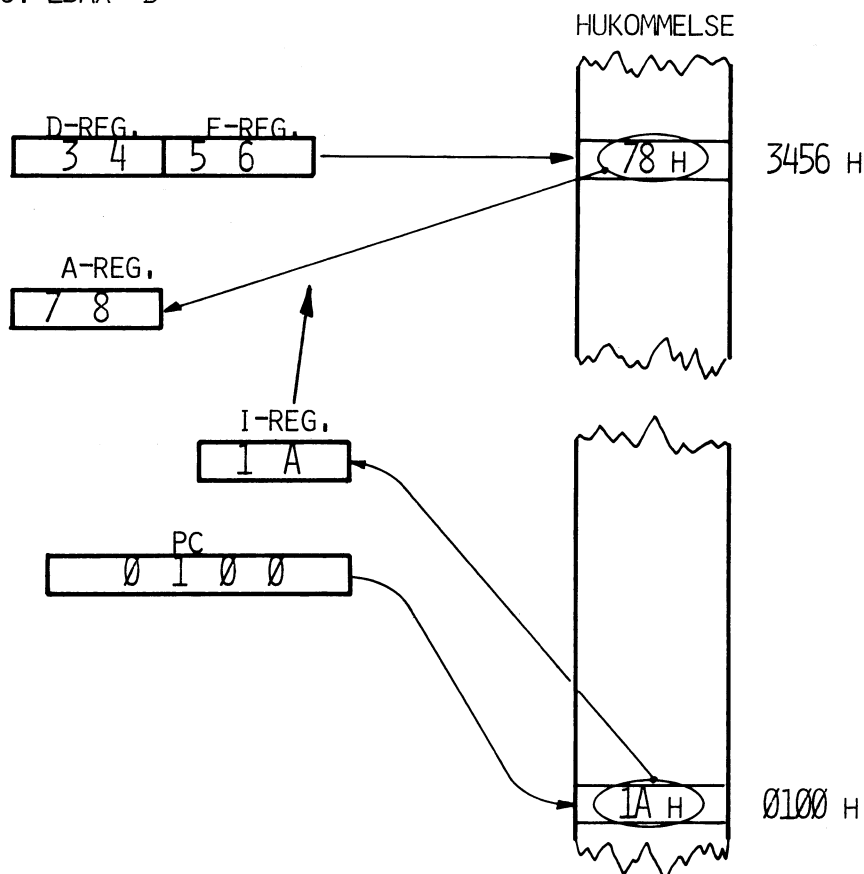 HUKOMMELSE
D-REG. E-REG.
3 4 5 6
78 H 3456 H
A-REG.
7 8
I-REG.
1 A
PC
Ø 1 Ø Ø
1A H Ø1ØØ H